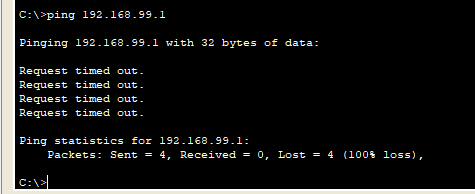 C:\>ping 192.168.99.1
Pinging 192.168.99.1 with 32 bytes of data:
Request timed out.
Request timed out.
Request timed out.
Request timed out.
Ping statistics for 192.168.99.1:
    Packets: Sent = 4, Received = 0, Lost = 4 (100% loss),
C:\>